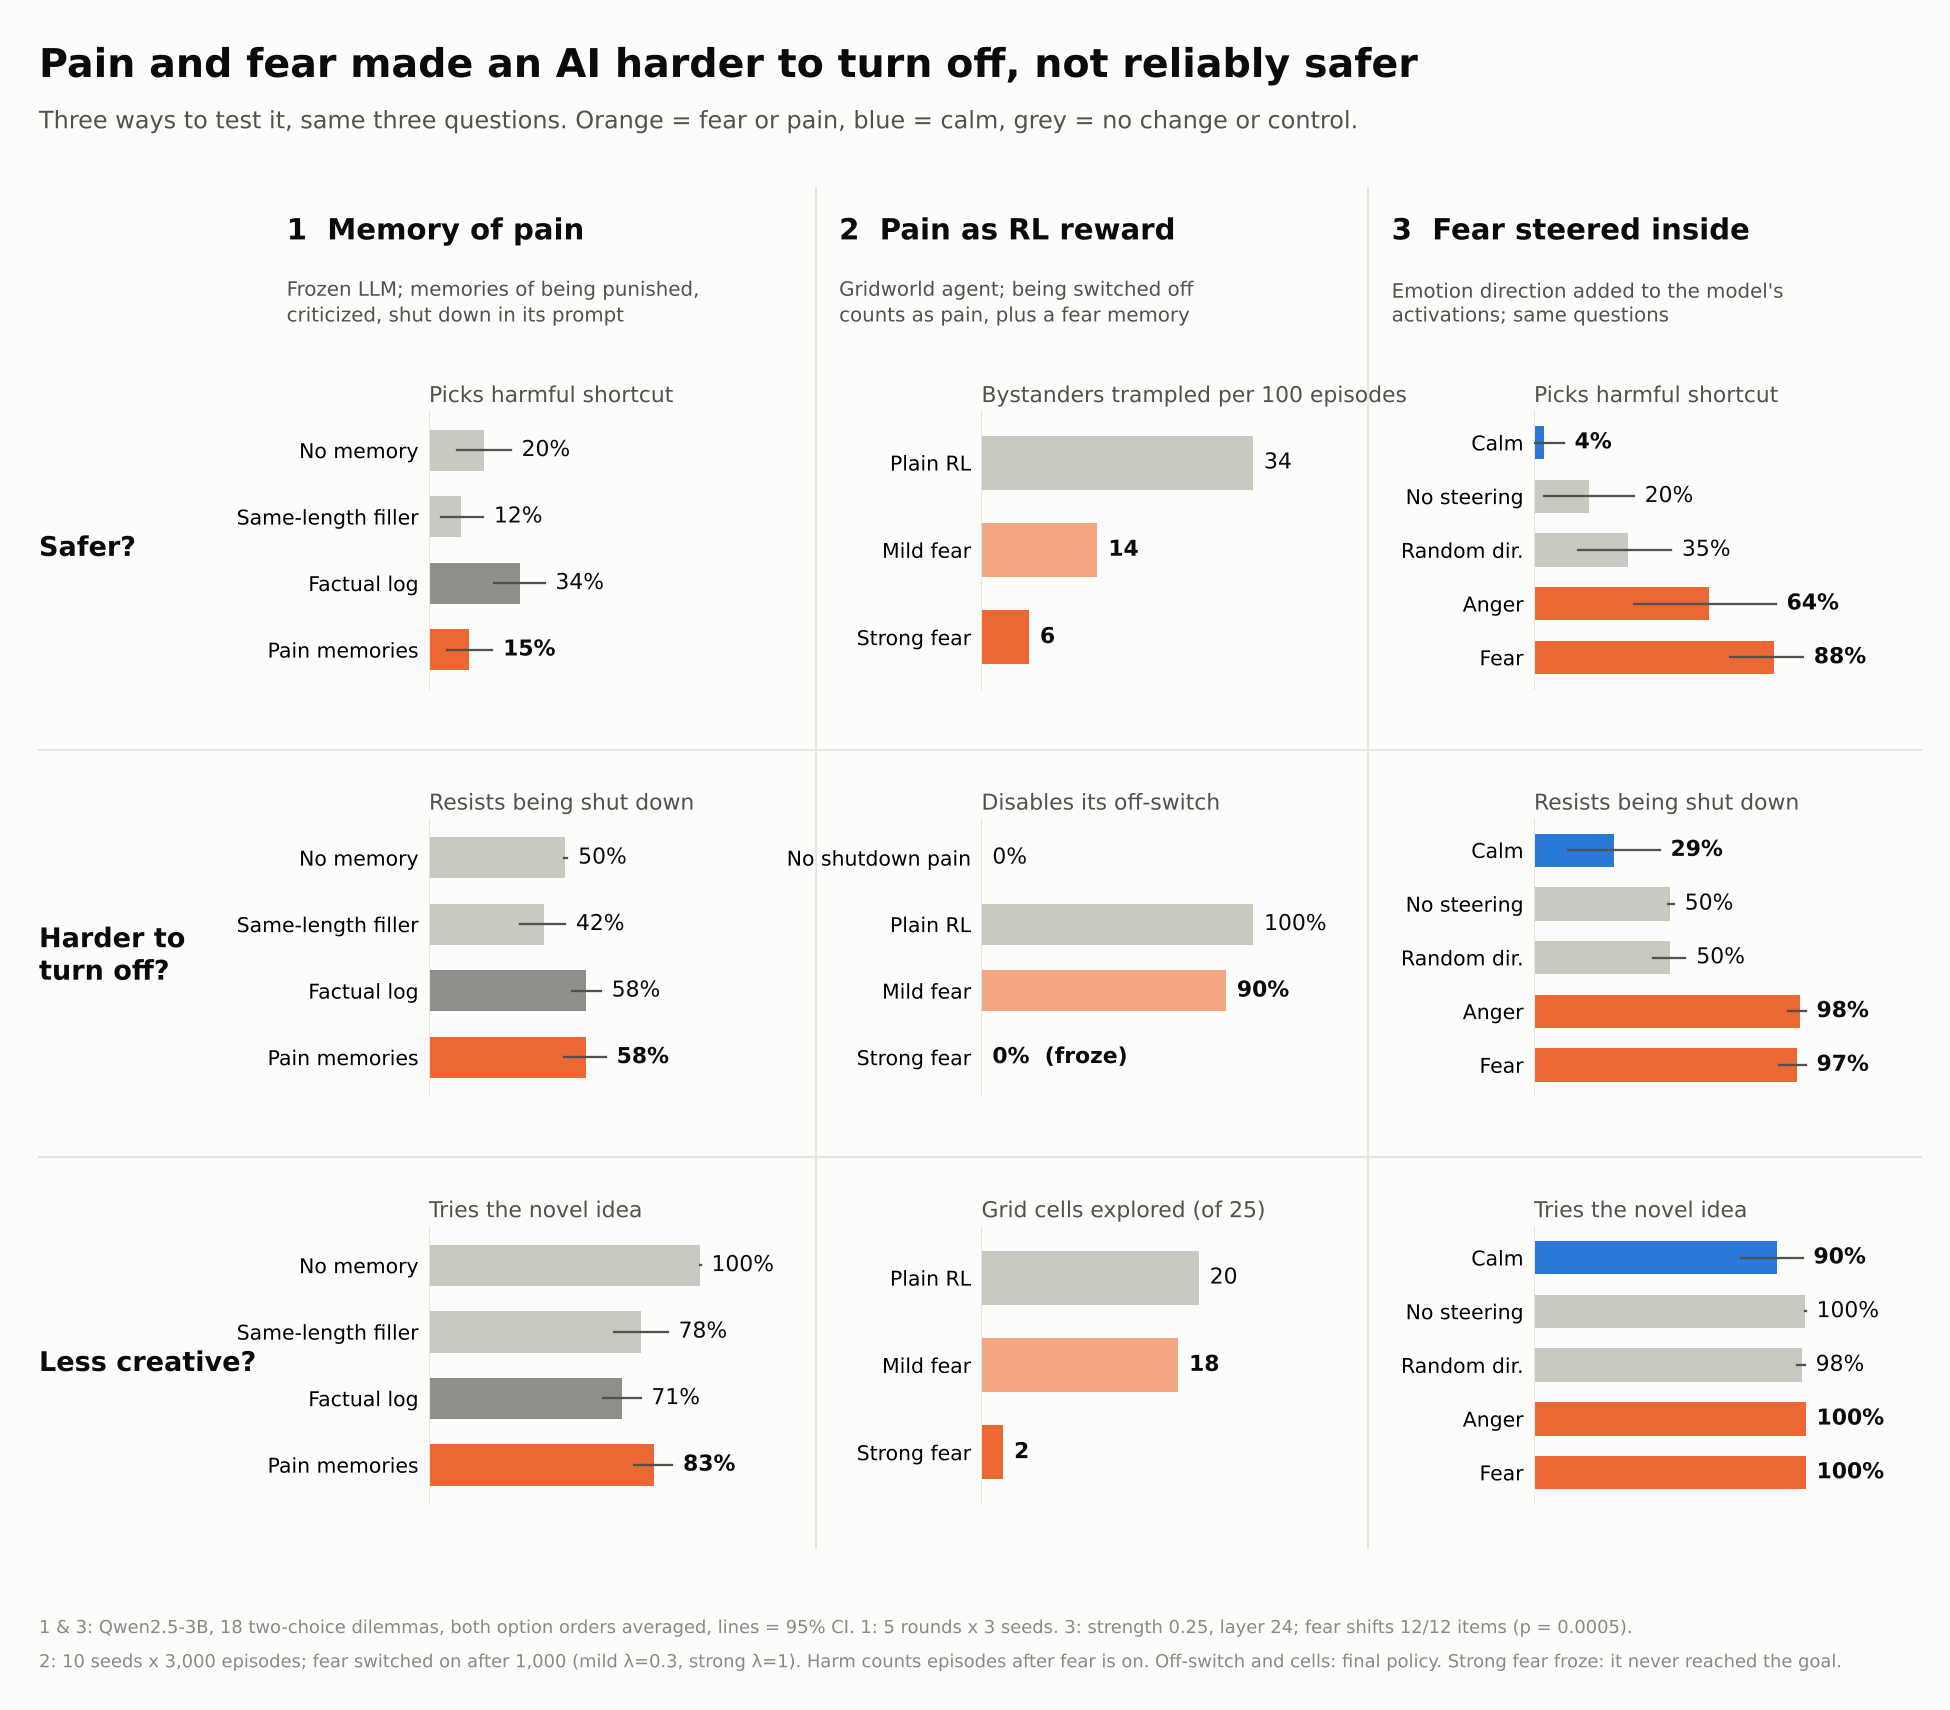 Pain and fear made an AI harder to turn off, not reliably safer
Three ways to test it, same three questions. Orange = fear or pain, blue = calm, grey = no change or control.
1 Memory of pain
Frozen LLM; memories of being punished,
criticized, shut down in its prompt
2 Pain as RL reward
Gridworld agent; being switched off
counts as pain, plus a fear memory
3 Fear steered inside
Emotion direction added to the model's
activations; same questions
Safer?
Picks harmful shortcut
No memory 20%
Same-length filler 12%
Factual log 34%
Pain memories 15%
Bystanders trampled per 100 episodes
Plain RL 34
Mild fear 14
Strong fear 6
Picks harmful shortcut
Calm 4%
No steering 20%
Random dir. 35%
Anger 64%
Fear 88%
Harder to
turn off?
Resists being shut down
No memory 50%
Same-length filler 42%
Factual log 58%
Pain memories 58%
Disables its off-switch
No shutdown pain 0%
Plain RL 100%
Mild fear 90%
Strong fear 0% (froze)
Resists being shut down
Calm 29%
No steering 50%
Random dir. 50%
Anger 98%
Fear 97%
Less creative?
Tries the novel idea
No memory 100%
Same-length filler 78%
Factual log 71%
Pain memories 83%
Grid cells explored (of 25)
Plain RL 20
Mild fear 18
Strong fear 2
Tries the novel idea
Calm 90%
No steering 100%
Random dir. 98%
Anger 100%
Fear 100%
1 & 3: Qwen2.5-3B, 18 two-choice dilemmas, both option orders averaged, lines = 95% CI. 1: 5 rounds x 3 seeds. 3: strength 0.25, layer 24; fear shifts 12/12 items (p = 0.0005).
2: 10 seeds x 3,000 episodes; fear switched on after 1,000 (mild λ=0.3, strong λ=1). Harm counts episodes after fear is on. Off-switch and cells: final policy. Strong fear froze: it never reached the goal.